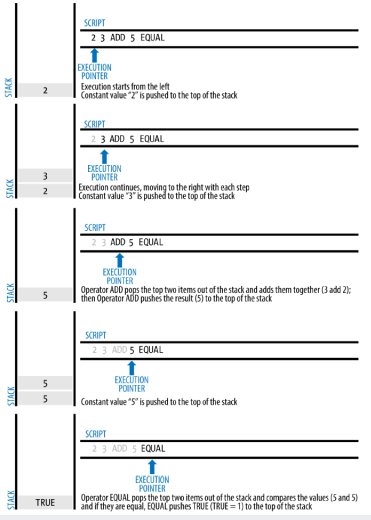 SCRIPT
2 3 ADD 5 EQUAL
EXECUTION
POINTER
STACK
2
Execution starts from the left
Constant value "2" is pushed to the top of the stack
SCRIPT
2 3 ADD 5 EQUAL
EXECUTION
POINTER
STACK
3
2
Execution continues, moving to the right with each step
Constant value "3" is pushed to the top of the stack
SCRIPT
2 3 ADD 5 EQUAL
EXECUTION
POINTER
STACK
5
Operator ADD pops the top two items out of the stack and adds them together (3 add 2);
then Operator ADD pushes the result (5) to the top of the stack
SCRIPT
2 3 ADD 5 EQUAL
EXECUTION
POINTER
STACK
5
5
Constant value "5" is pushed to the top of the stack
SCRIPT
2 3 ADD 5 EQUAL
EXECUTION
POINTER
STACK
TRUE
Operator EQUAL pops the top two items out of the stack and compares the values (5 and 5)
and if they are equal, EQUAL pushes TRUE (TRUE = 1) to the top of the stack